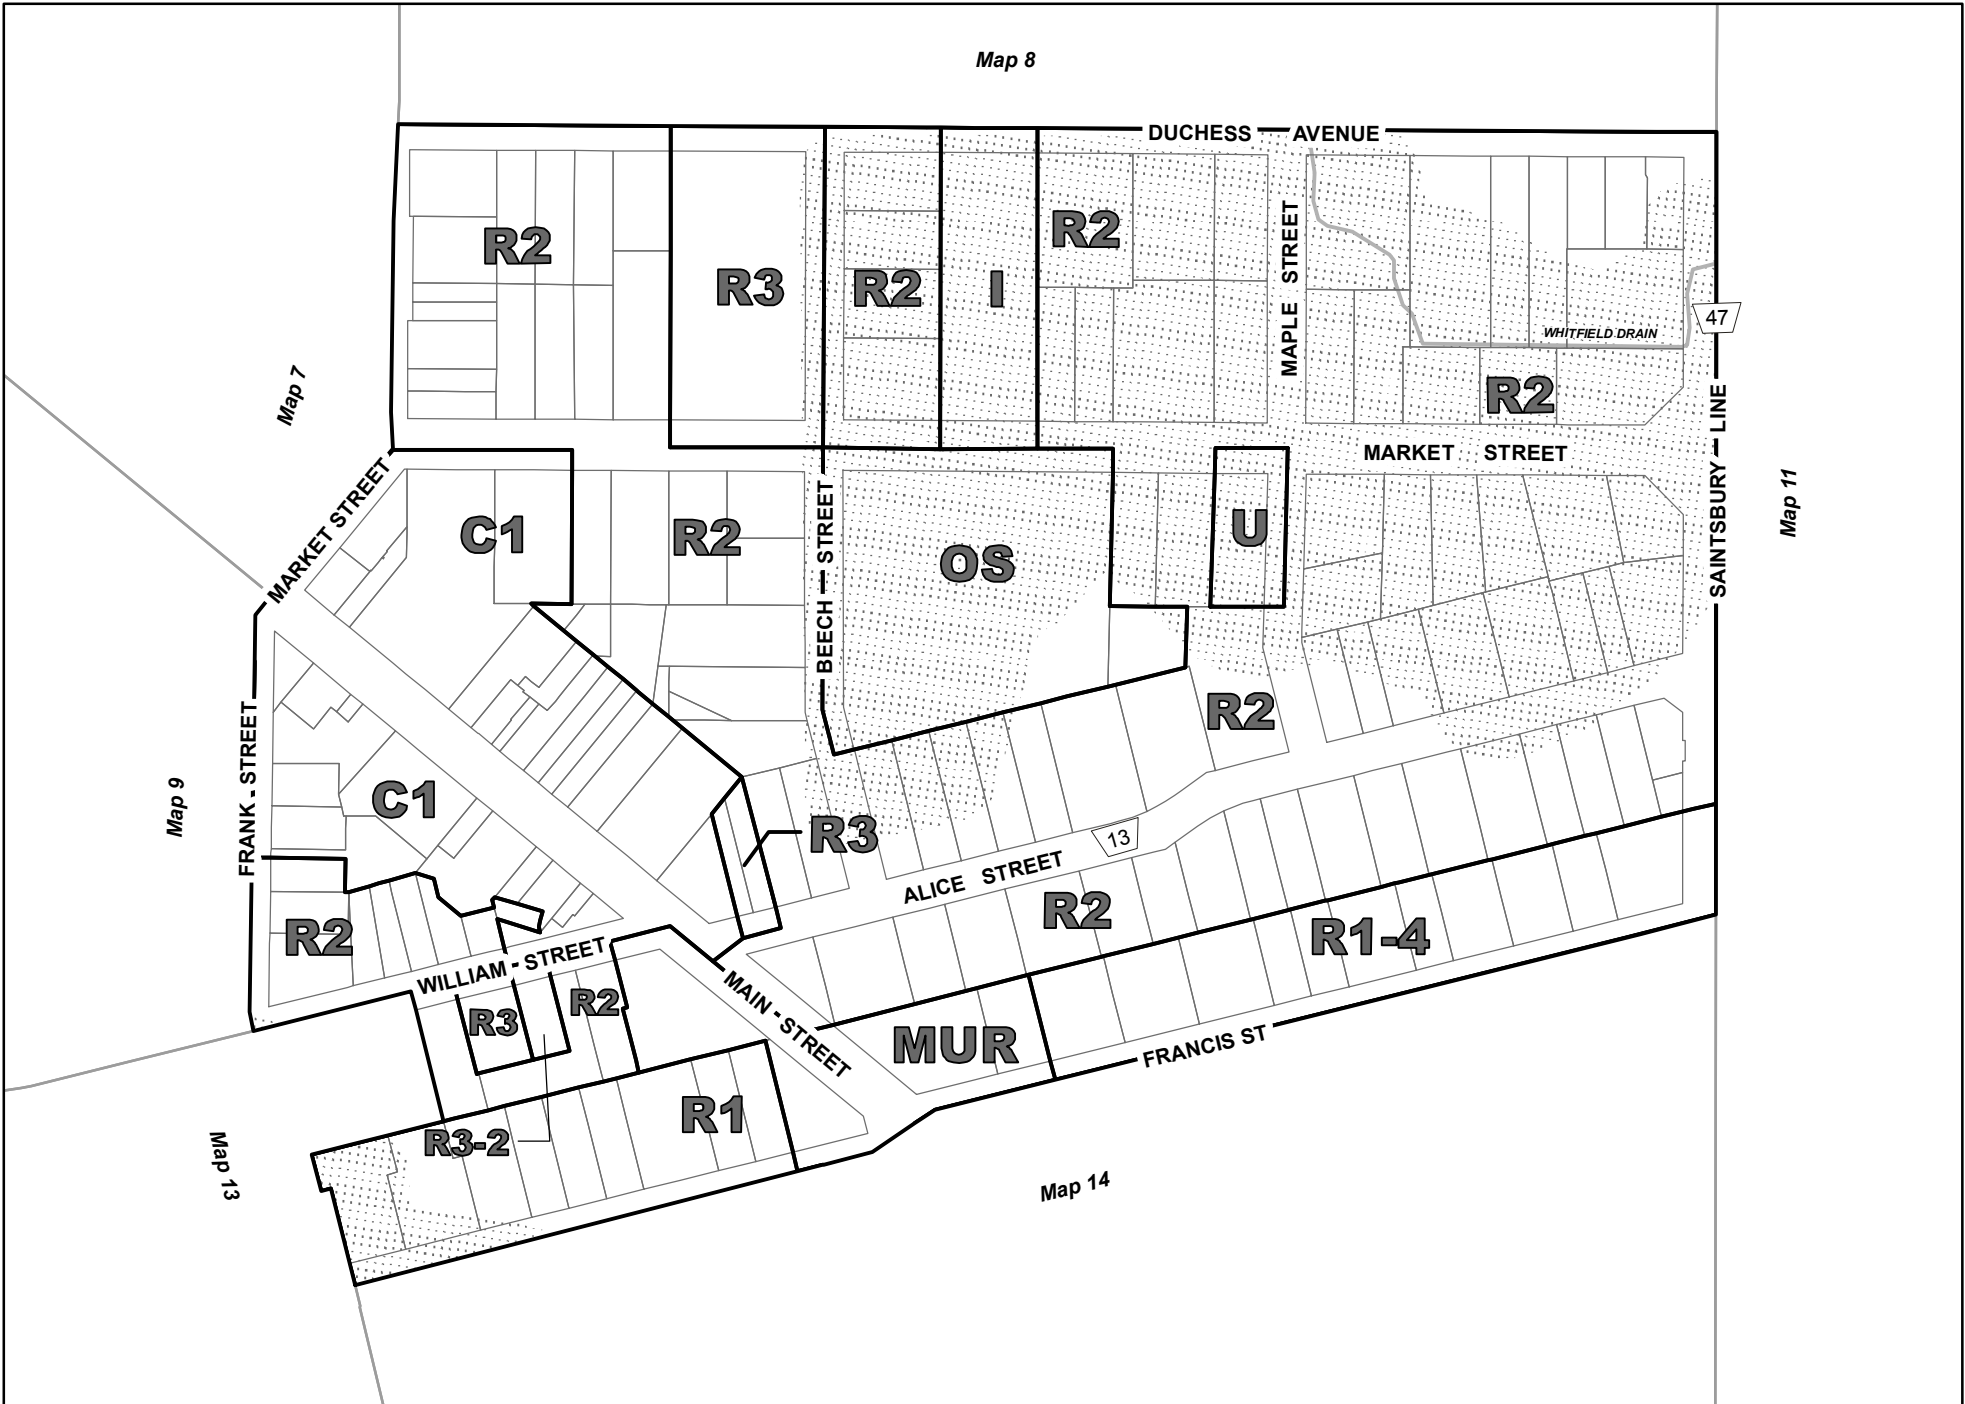 Map 8
DUCHESS AVENUE
R2
R3
R2
I
R2
MAPLE STREET
WHITFIELD DRAIN
47
R2
Map 7
MARKET STREET
MARKET STREET
SAINTSBURY LINE
Map 11
C1
R2
BEECH STREET
OS
U
R2
FRANK STREET
Map 9
C1
R3
13
ALICE STREET
R2
R2
R1-4
WILLIAM STREET
R3
R2
MAIN STREET
MUR
FRANCIS ST
R1
R3-2
Map 13
Map 14